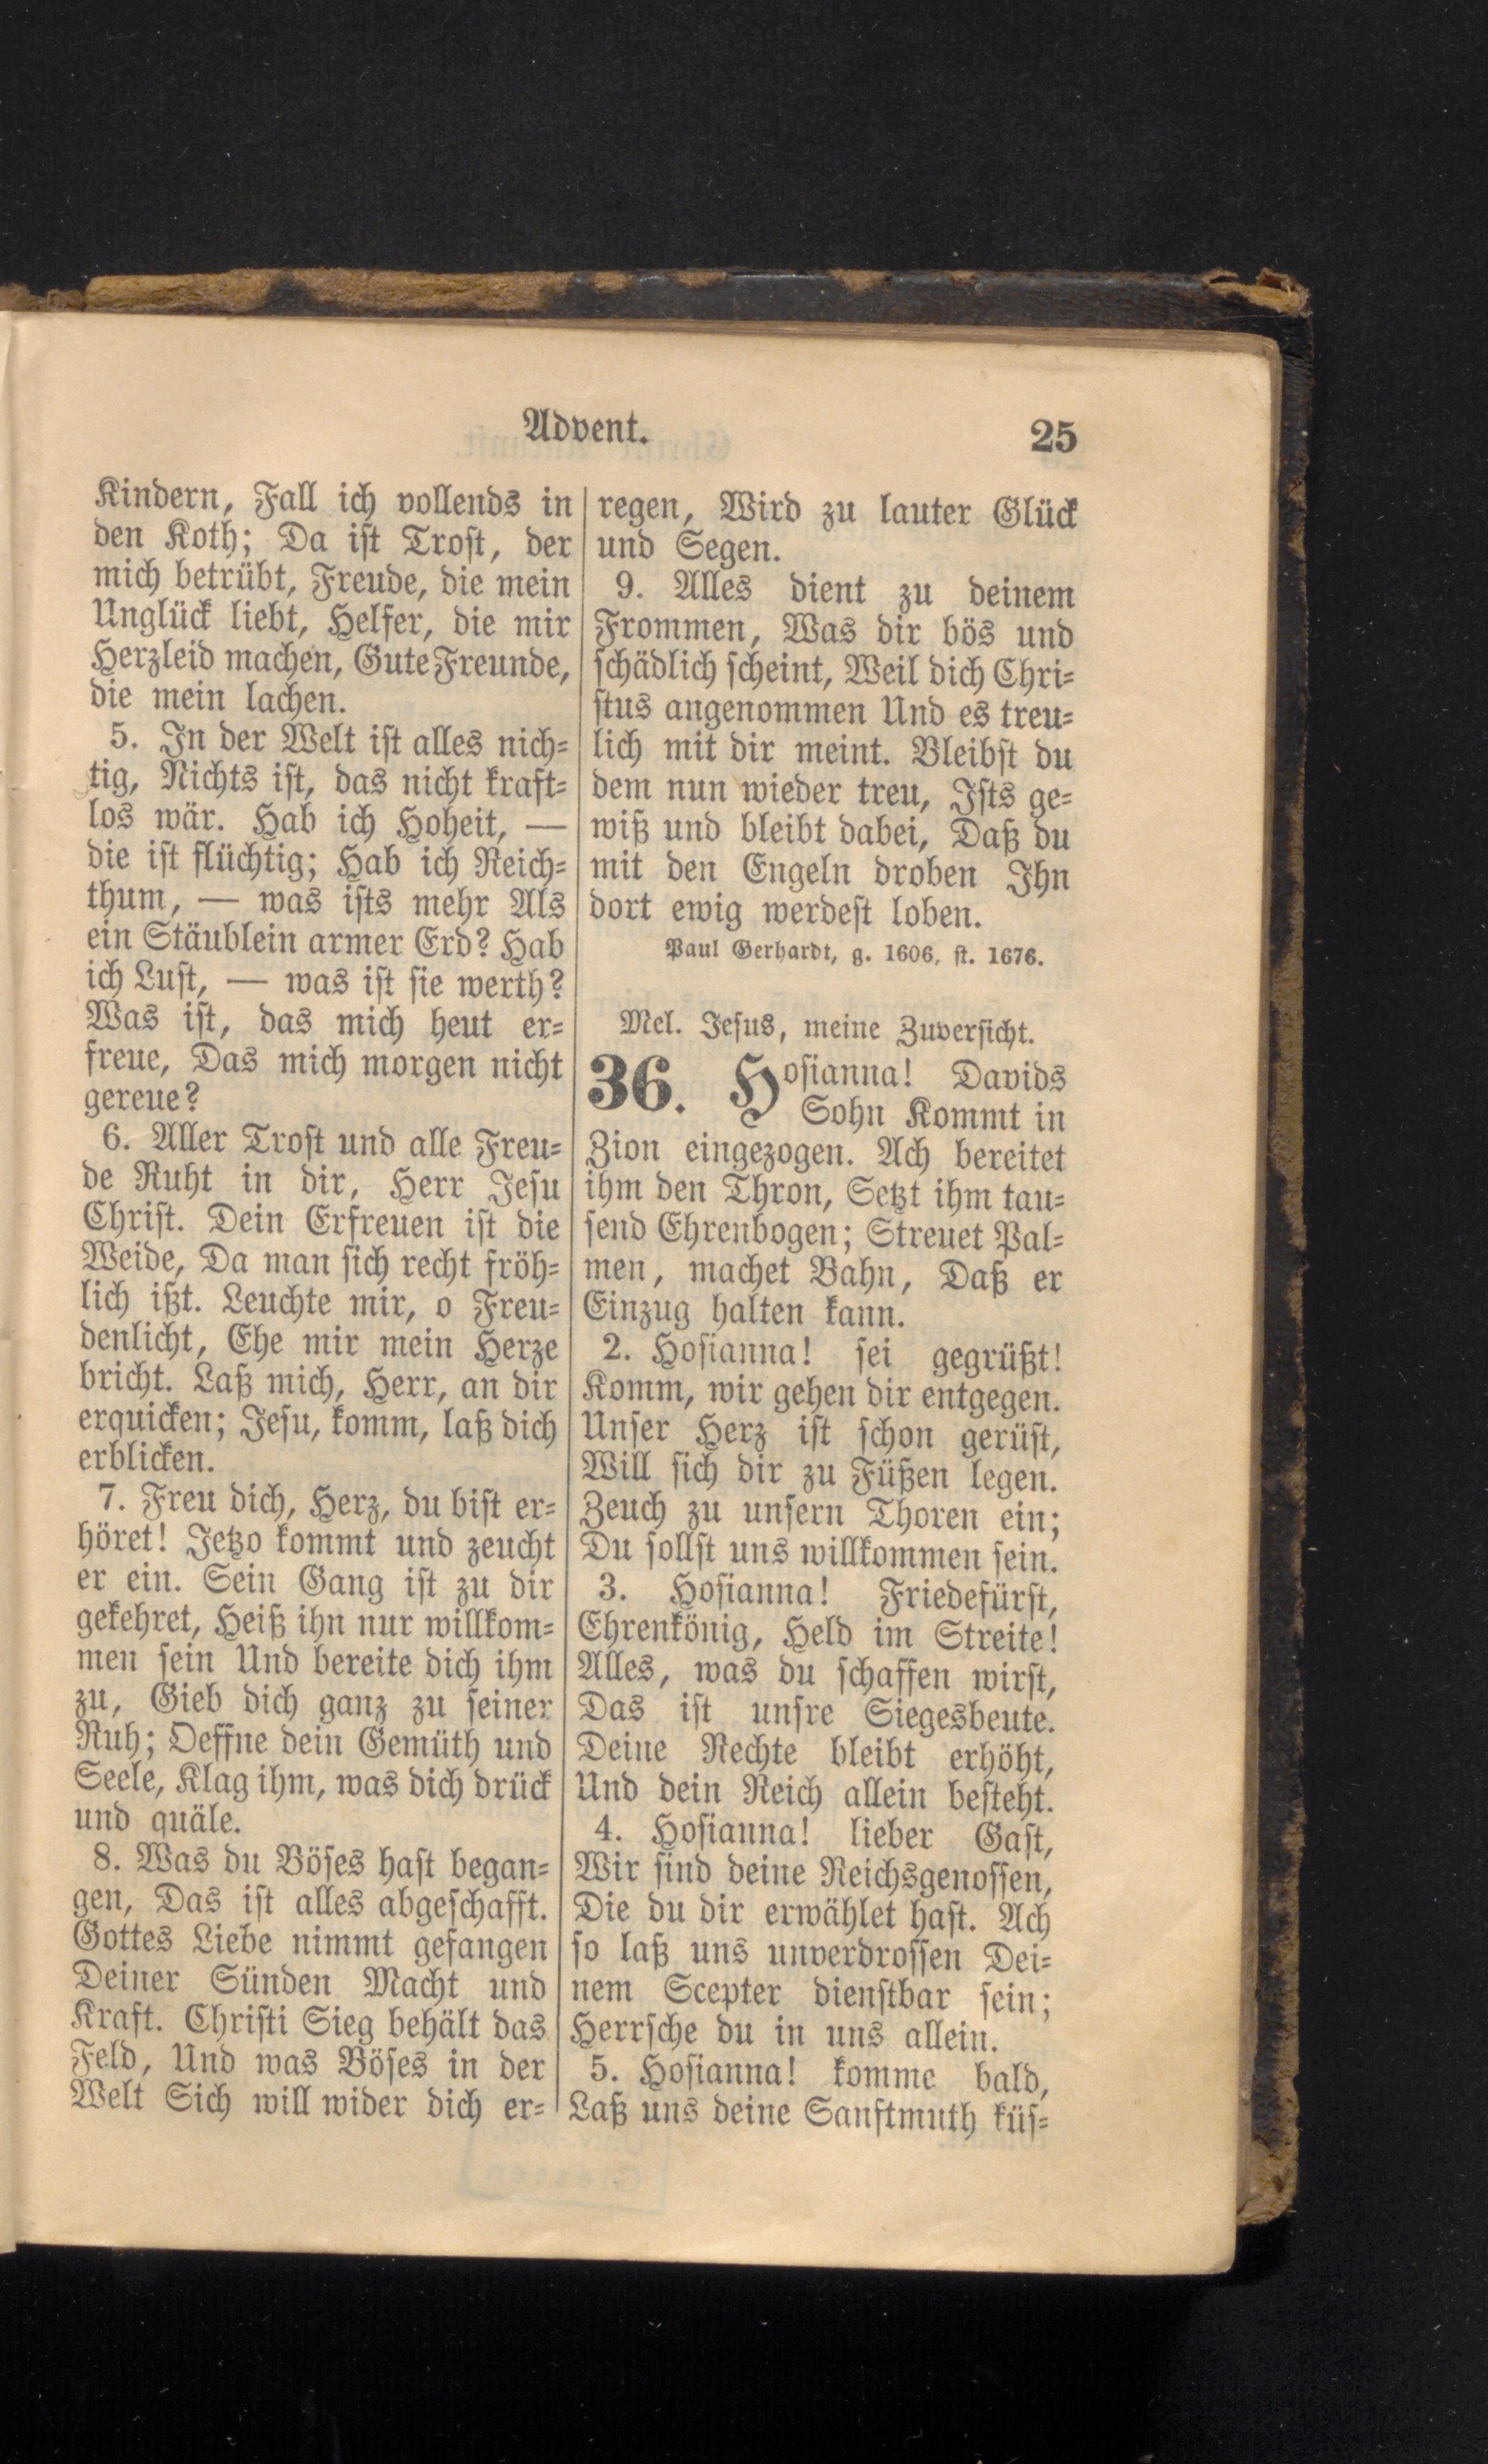 Advent.
25
Kindern, Fall ich vollends in
den Koth; Da ist Trost, der
mich betrübt, Freude, die mein
Unglück liebt, Helfer, die mir
Herzleid machen, Gute Freunde,
die mein lachen.
5. In der Welt ist alles nich-
tig, Nichts ist, das nicht kraft-
los wär. Hab ich Hoheit, —
die ist flüchtig; Hab ich Reich-
thum, — was ists mehr Als
ein Stäublein armer Erd? Hab
ich Lust, — was ist sie werth?
Was ist, das mich heut er-
freue, Das mich morgen nicht
gereue?
6. Aller Trost und alle Freu-
de Ruht in dir, Herr Jesu
Christ. Dein Erfreuen ist die
Weide, Da man sich recht fröh-
lich ißt. Leuchte mir, o Freu-
denlicht, Ehe mir mein Herze
bricht. Laß mich, Herr, an dir
erquicken; Jesu, komm, laß dich
erblicken.
7. Freu dich, Herz, du bist er-
höret! Jetzo kommt und zeucht
er ein. Sein Gang ist zu dir
gekehret, Heiß ihn nur willkom-
men sein Und bereite dich ihm
zu, Gieb dich ganz zu seiner
Ruh; Oeffne dein Gemüth und
Seele, Klag ihm, was dich drück
und quäle.
8. Was du Böses hast began-
gen, Das ist alles abgeschafft.
Gottes Liebe nimmt gefangen
Deiner Sünden Macht und
Kraft. Christi Sieg behält das
Feld, Und was Böses in der
Welt Sich will wider dich er-
regen, Wird zu lauter Glück
und Segen.
9. Alles dient zu deinem
Frommen, Was dir bös und
schädlich scheint, Weil dich Chri-
stus angenommen Und es treu-
lich mit dir meint. Bleibst du
dem nun wieder treu, Ists ge-
wiß und bleibt dabei, Daß du
mit den Engeln droben Ihn
dort ewig werdest loben.
Paul Gerhardt, g. 1606, st. 1676.
Mel. Jesus, meine Zuversicht.
36. Hosianna! Davids
Sohn Kommt in
Zion eingezogen. Ach bereitet
ihm den Thron, Setzt ihm tau-
send Ehrenbogen; Streuet Pal-
men, machet Bahn, Daß er
Einzug halten kann.
2. Hosianna! sei gegrüßt!
Komm, wir gehen dir entgegen.
Unser Herz ist schon gerüst,
Will sich dir zu Füßen legen.
Zeuch zu unsern Thoren ein;
Du sollst uns willkommen sein.
3. Hosianna! Friedefürst,
Ehrenkönig, Held im Streite!
Alles, was du schaffen wirst,
Das ist unsre Siegesbeute.
Deine Rechte bleibt erhöht,
Und dein Reich allein besteht.
4. Hosianna! lieber Gast,
Wir sind deine Reichsgenossen,
Die du dir erwählet hast. Ach
so laß uns unverdrossen Dei-
nem Scepter dienstbar sein;
Herrsche du in uns allein.
5. Hosianna! komme bald,
Laß uns deine Sanftmuth küs-